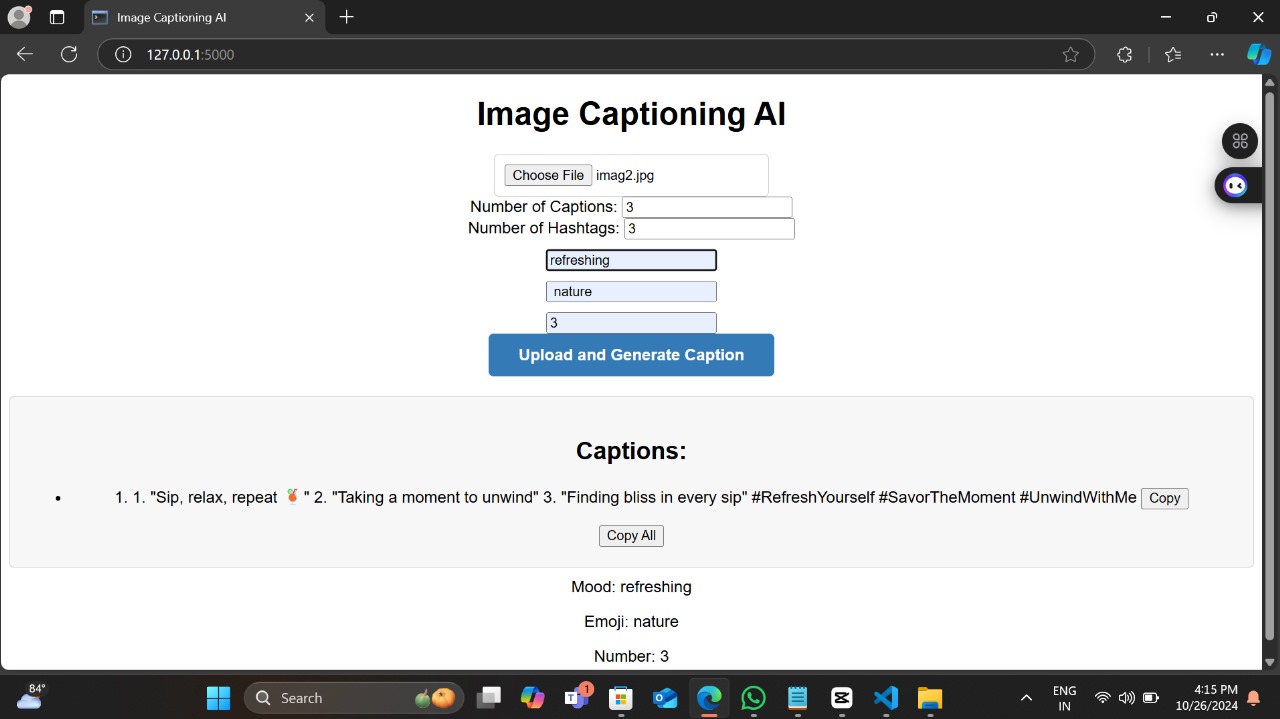 Image Captioning AI
127.0.0.1:5000
Image Captioning AI
Choose File imag2.jpg
Number of Captions: 3
Number of Hashtags: 3
refreshing
nature
3
Upload and Generate Caption
Captions:
• 1. 1. "Sip, relax, repeat 🍹" 2. "Taking a moment to unwind" 3. "Finding bliss in every sip" #RefreshYourself #SavorTheMoment #UnwindWithMe Copy
Copy All
Mood: refreshing
Emoji: nature
Number: 3
84°
Search
1
ENG
IN
4:15 PM
10/26/2024